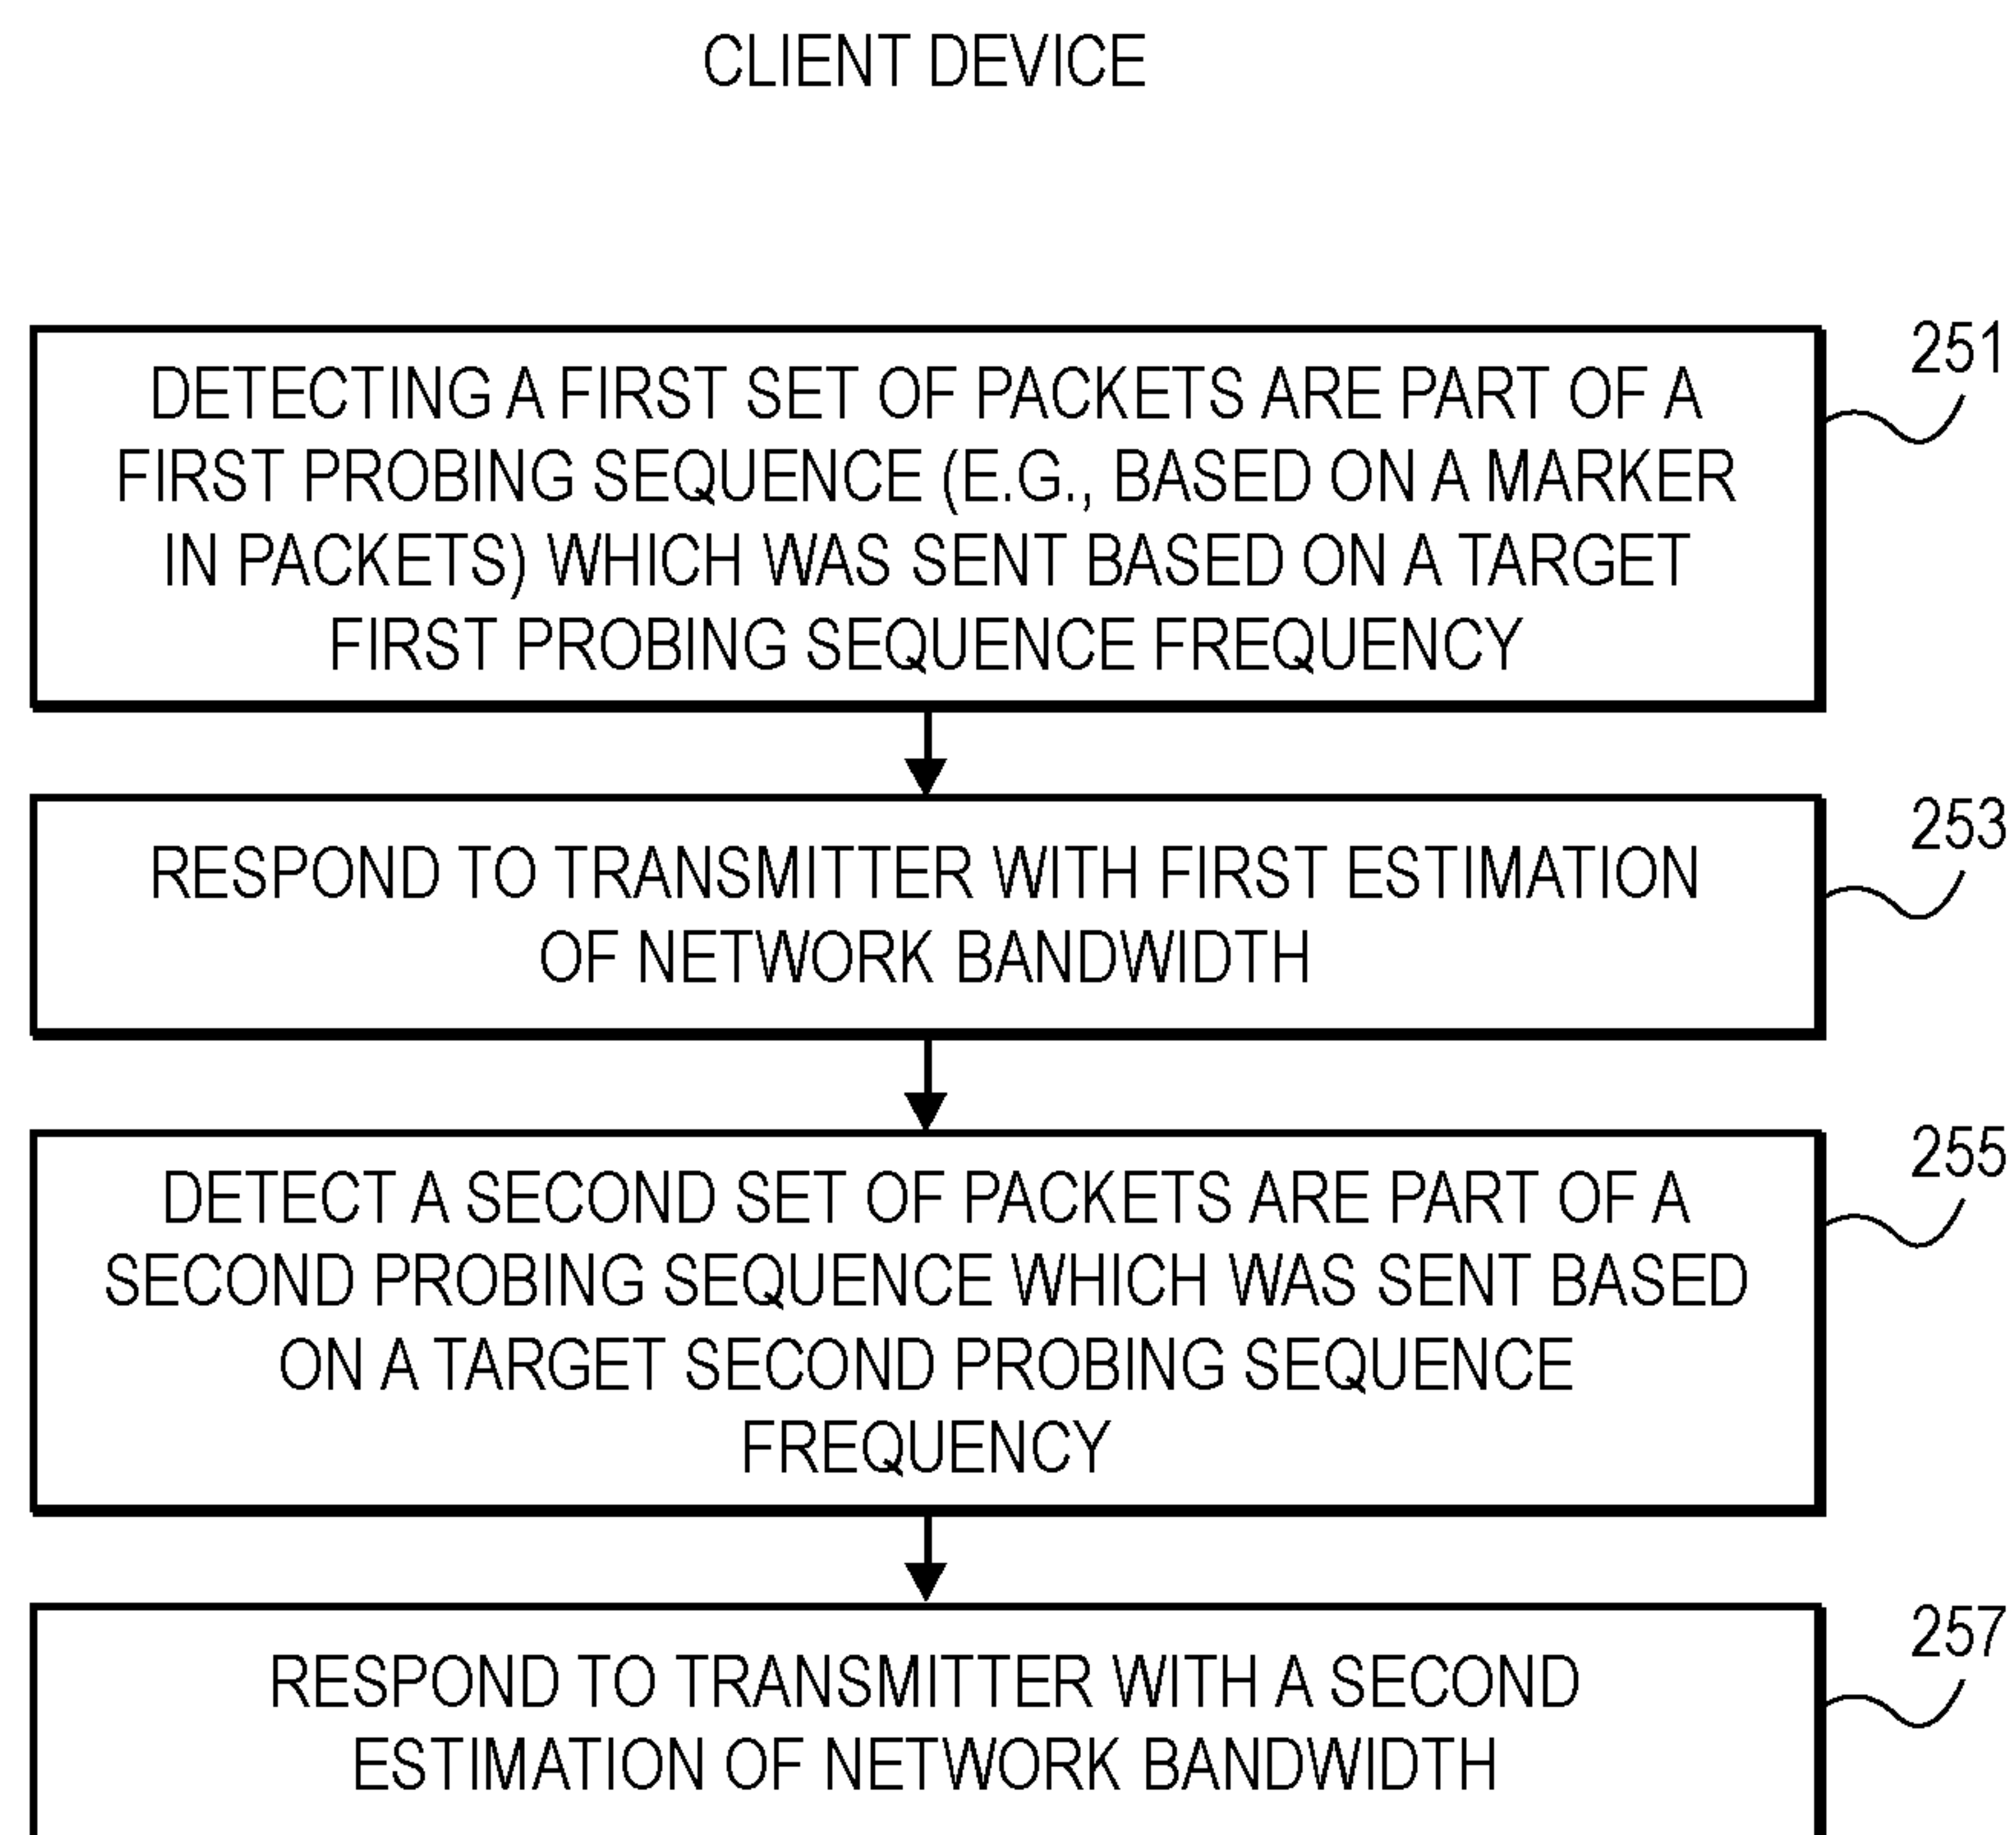 CLIENT DEVICE
251
DETECTING A FIRST SET OF PACKETS ARE PART OF A
FIRST PROBING SEQUENCE (E.G., BASED ON A MARKER
IN PACKETS) WHICH WAS SENT BASED ON A TARGET
FIRST PROBING SEQUENCE FREQUENCY
253
RESPOND TO TRANSMITTER WITH FIRST ESTIMATION
OF NETWORK BANDWIDTH
255
DETECT A SECOND SET OF PACKETS ARE PART OF A
SECOND PROBING SEQUENCE WHICH WAS SENT BASED
ON A TARGET SECOND PROBING SEQUENCE
FREQUENCY
257
RESPOND TO TRANSMITTER WITH A SECOND
ESTIMATION OF NETWORK BANDWIDTH